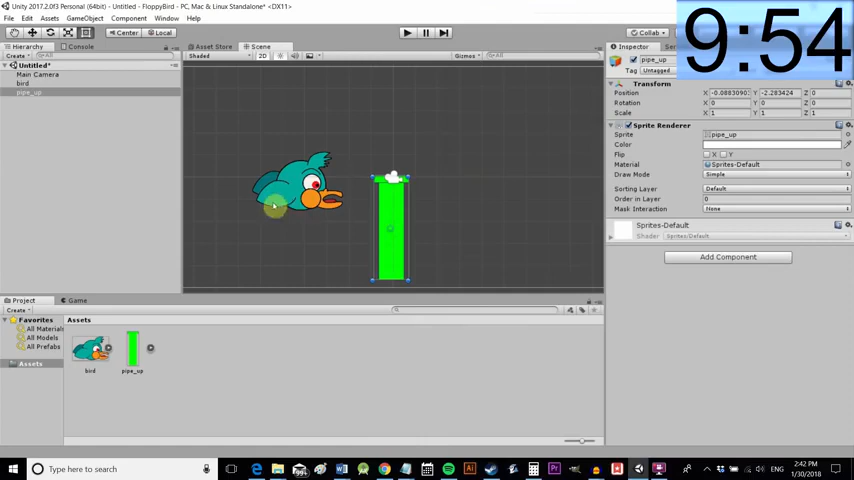 Unity 2017.2.0f3 Personal (64bit) - Untitled - FloppyBird - PC, Mac & Linux Standalone* <DX11>
File Edit Assets GameObject Component Window Help
Center Local Collab
9:54
Hierarchy Console Asset Store Scene Inspector
Create All Shaded 2D Gizmos All pipe_up
Tag Untagged
Untitled*
Main Camera
bird
pipe_up
Transform
Position X -0.0883090 Y -2.283424 Z 0
Rotation X 0 Y 0 Z 0
Scale X 1 Y 1 Z 1
Sprite Renderer
Sprite pipe_up
Color
Flip X Y
Material Sprites-Default
Draw Mode Simple
Sorting Layer Default
Order in Layer 0
Mask Interaction None
Sprites-Default
Shader Sprites/Default
Add Component
Project Game
Create
Favorites Assets
All Materials
All Models
All Prefabs
Assets
bird pipe_up
Type here to search
99+
2:42 PM
1/30/2018